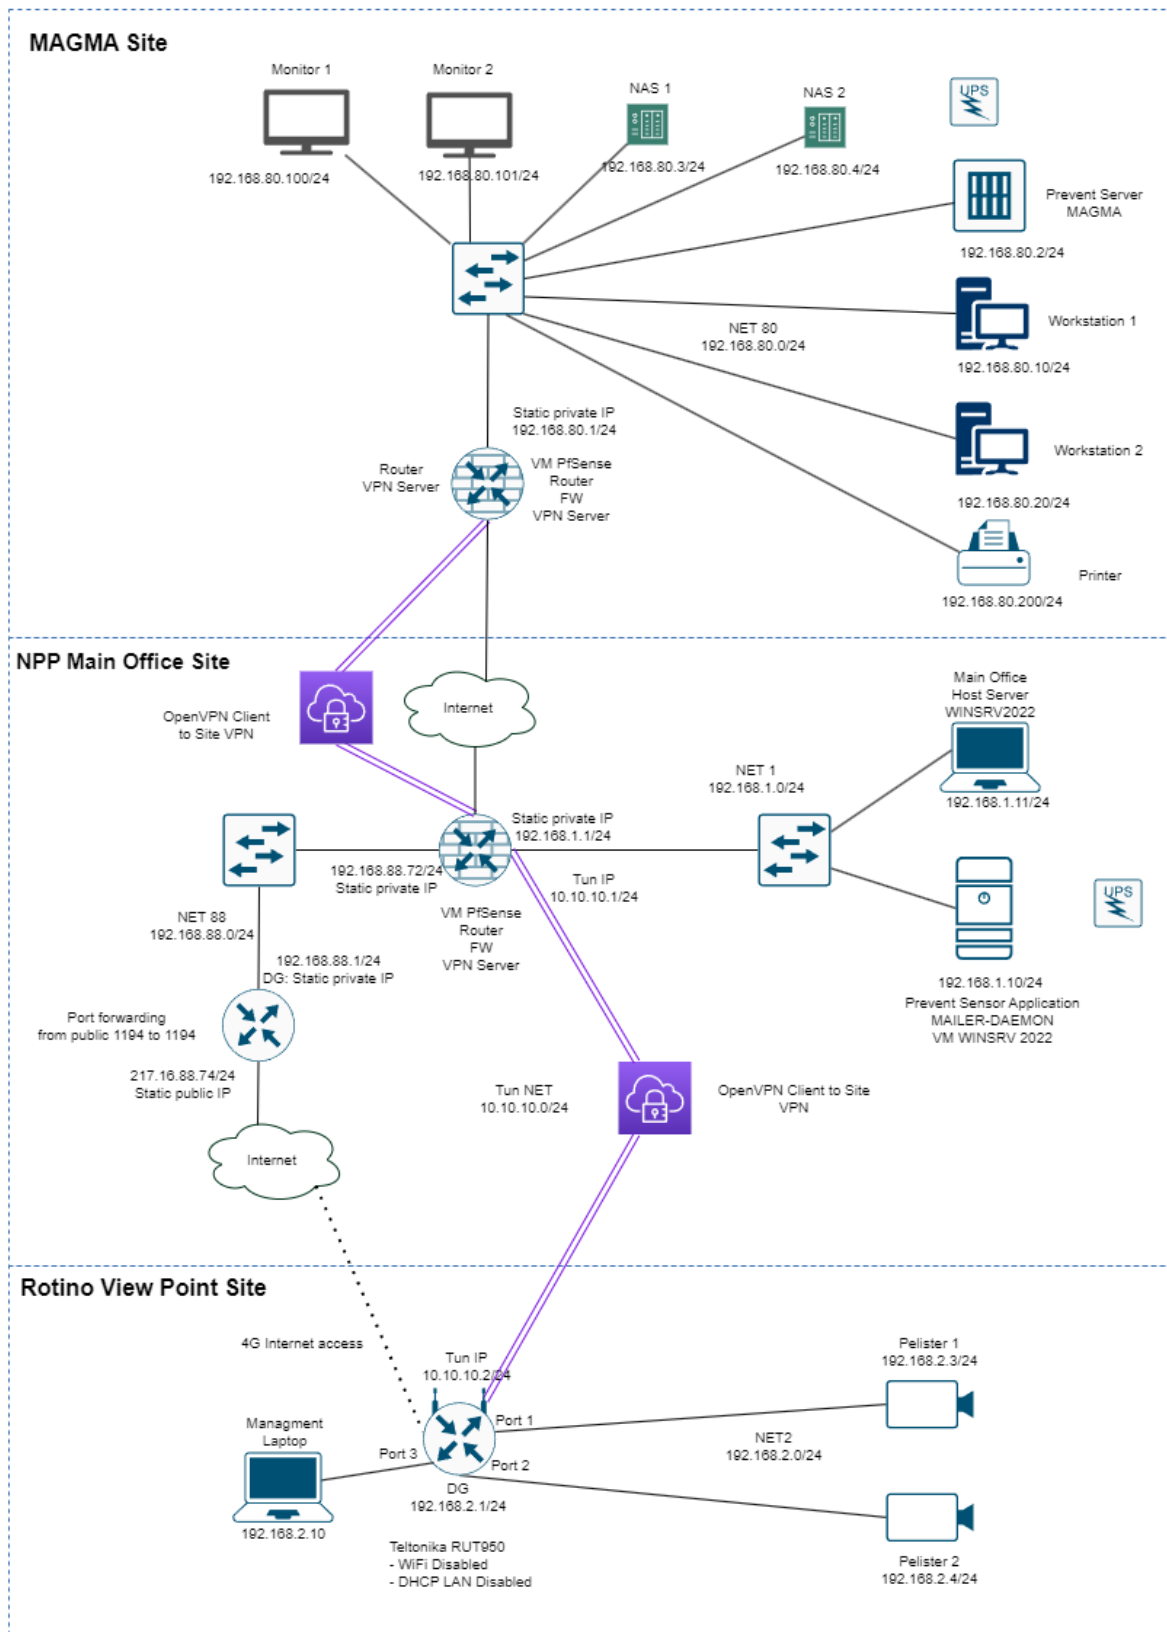 MAGMA Site
Monitor 1
Monitor 2
NAS 1
NAS 2
UPS
192.168.80.100/24
192.168.80.101/24
192.168.80.3/24
192.168.80.4/24
Prevent Server
MAGMA
192.168.80.2/24
NET 80
192.168.80.0/24
Workstation 1
192.168.80.10/24
Static private IP
192.168.80.1/24
Router
VPN Server
VM PfSense
Router
FW
VPN Server
Workstation 2
192.168.80.20/24
Printer
192.168.80.200/24
NPP Main Office Site
OpenVPN Client
to Site VPN
Internet
Main Office
Host Server
WINSRV2022
192.168.1.11/24
NET 1
192.168.1.0/24
Static private IP
192.168.1.1/24
192.168.88.72/24
Static private IP
Tun IP
10.10.10.1/24
VM PfSense
Router
FW
VPN Server
UPS
NET 88
192.168.88.0/24
192.168.88.1/24
DG: Static private IP
192.168.1.10/24
Prevent Sensor Application
MAILER-DAEMON
VM WINSRV 2022
Port forwarding
from public 1194 to 1194
217.16.88.74/24
Static public IP
Tun NET
10.10.10.0/24
OpenVPN Client to Site
VPN
Internet
Rotino View Point Site
4G Internet access
Tun IP
10.10.10.2/24
Pelister 1
192.168.2.3/24
Port 1
Managment
Laptop
Port 3
Port 2
NET2
192.168.2.0/24
DG
192.168.2.1/24
192.168.2.10
Teltonika RUT950
- WiFi Disabled
- DHCP LAN Disabled
Pelister 2
192.168.2.4/24